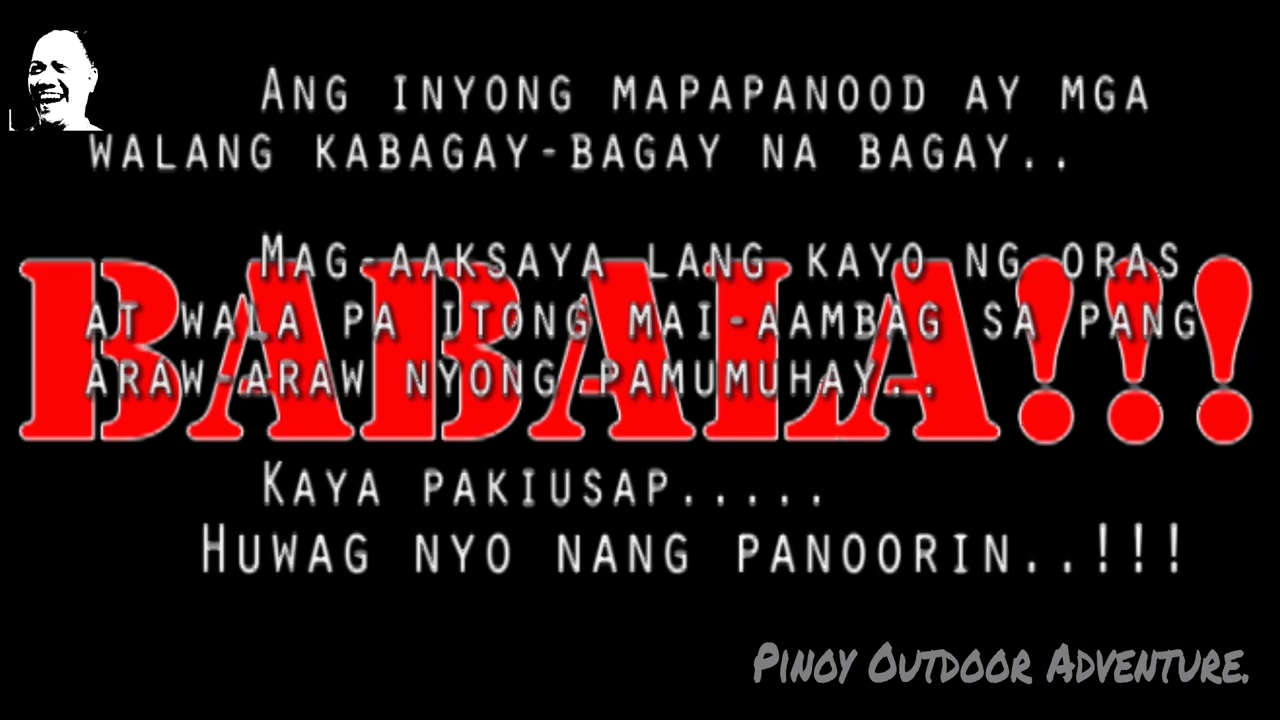 Ang inyong mapapanood ay mga
walang kabagay-bagay na bagay..
Mag-aaksaya lang kayo ng oras
at wala pa itong mai-aambag sa pang
araw-araw nyong pamumuhay..
BABALA!!!
Kaya pakiusap.....
Huwag nyo nang panoorin..!!!
Pinoy Outdoor Adventure.